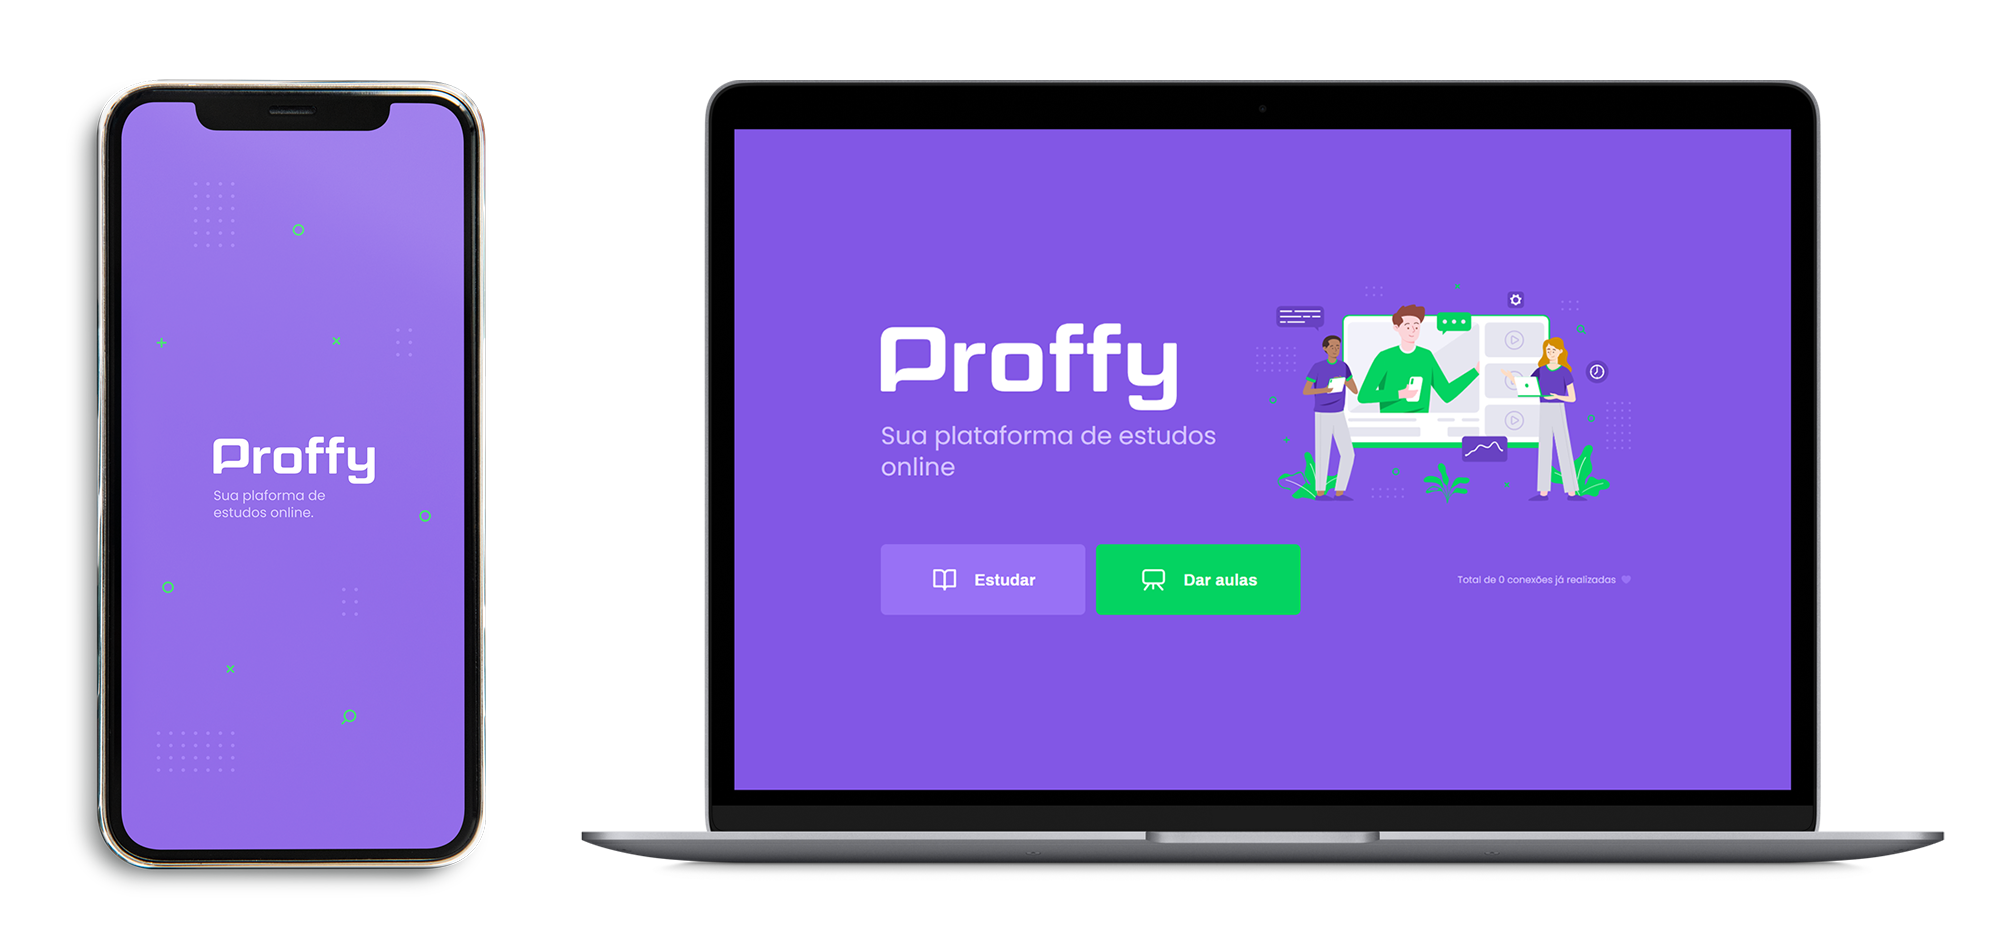 Proffy
Sua plaforma de
estudos online.
Proffy
Sua plataforma de estudos
online
Estudar
Dar aulas
Total de 0 conexões já realizadas